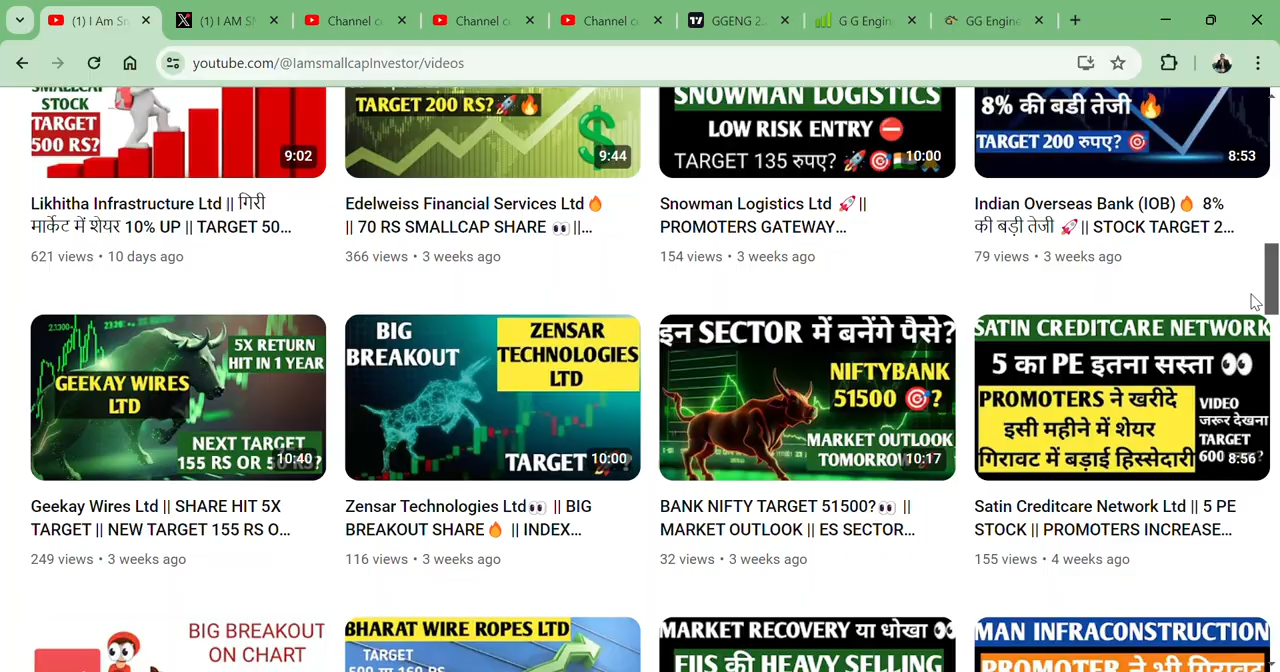 (1) I Am Sm
(1) I AM SM
Channel co
Channel co
Channel co
GGENG 2.
G G Engin
GG Engine
youtube.com/@IamsmallcapInvestor/videos
SMALLCAP
STOCK
TARGET
500 RS?
9:02
TARGET 200 RS?🚀🔥
9:44
SNOWMAN LOGISTICS
LOW RISK ENTRY ⛔
TARGET 135 रुपए? 🚀🎯🇮🇳
10:00
8% की बडी तेजी 🔥
TARGET 200 रुपए? 🎯
8:53
Likhitha Infrastructure Ltd || गिरी
मार्केट में शेयर 10% UP || TARGET 50...
621 views • 10 days ago
Edelweiss Financial Services Ltd🔥
|| 70 RS SMALLCAP SHARE 👀||...
366 views • 3 weeks ago
Snowman Logistics Ltd 🚀||
PROMOTERS GATEWAY...
154 views • 3 weeks ago
Indian Overseas Bank (IOB)🔥 8%
की बड़ी तेजी 🚀|| STOCK TARGET 2...
79 views • 3 weeks ago
5X RETURN
HIT IN 1 YEAR
GEEKAY WIRES
LTD
NEXT TARGET
155 RS OR 5
10:40
BIG
BREAKOUT
ZENSAR
TECHNOLOGIES
LTD
TARGET 🚀?
10:00
इन SECTOR में बनेंगे पैसे?
NIFTYBANK
51500 🎯?
MARKET OUTLOOK
TOMORROW
10:17
SATIN CREDITCARE NETWORK
5 का PE इतना सस्ता 👀
PROMOTERS ने खरीदे
इसी महीने में शेयर
गिरावट में बढ़ाई हिस्सेदारी
VIDEO
जरूर देखना
TARGET
600
8:56
Geekay Wires Ltd || SHARE HIT 5X
TARGET || NEW TARGET 155 RS O...
249 views • 3 weeks ago
Zensar Technologies Ltd👀 || BIG
BREAKOUT SHARE🔥 || INDEX...
116 views • 3 weeks ago
BANK NIFTY TARGET 51500?👀 ||
MARKET OUTLOOK || ES SECTOR...
32 views • 3 weeks ago
Satin Creditcare Network Ltd || 5 PE
STOCK || PROMOTERS INCREASE...
155 views • 4 weeks ago
BIG BREAKOUT
ON CHART
BHARAT WIRE ROPES LTD
TARGET
MARKET RECOVERY या धोखा 👀
FIIS की HEAVY SELLING
MAN INFRACONSTRUCTION
PROMOTER ने भी गिरावट